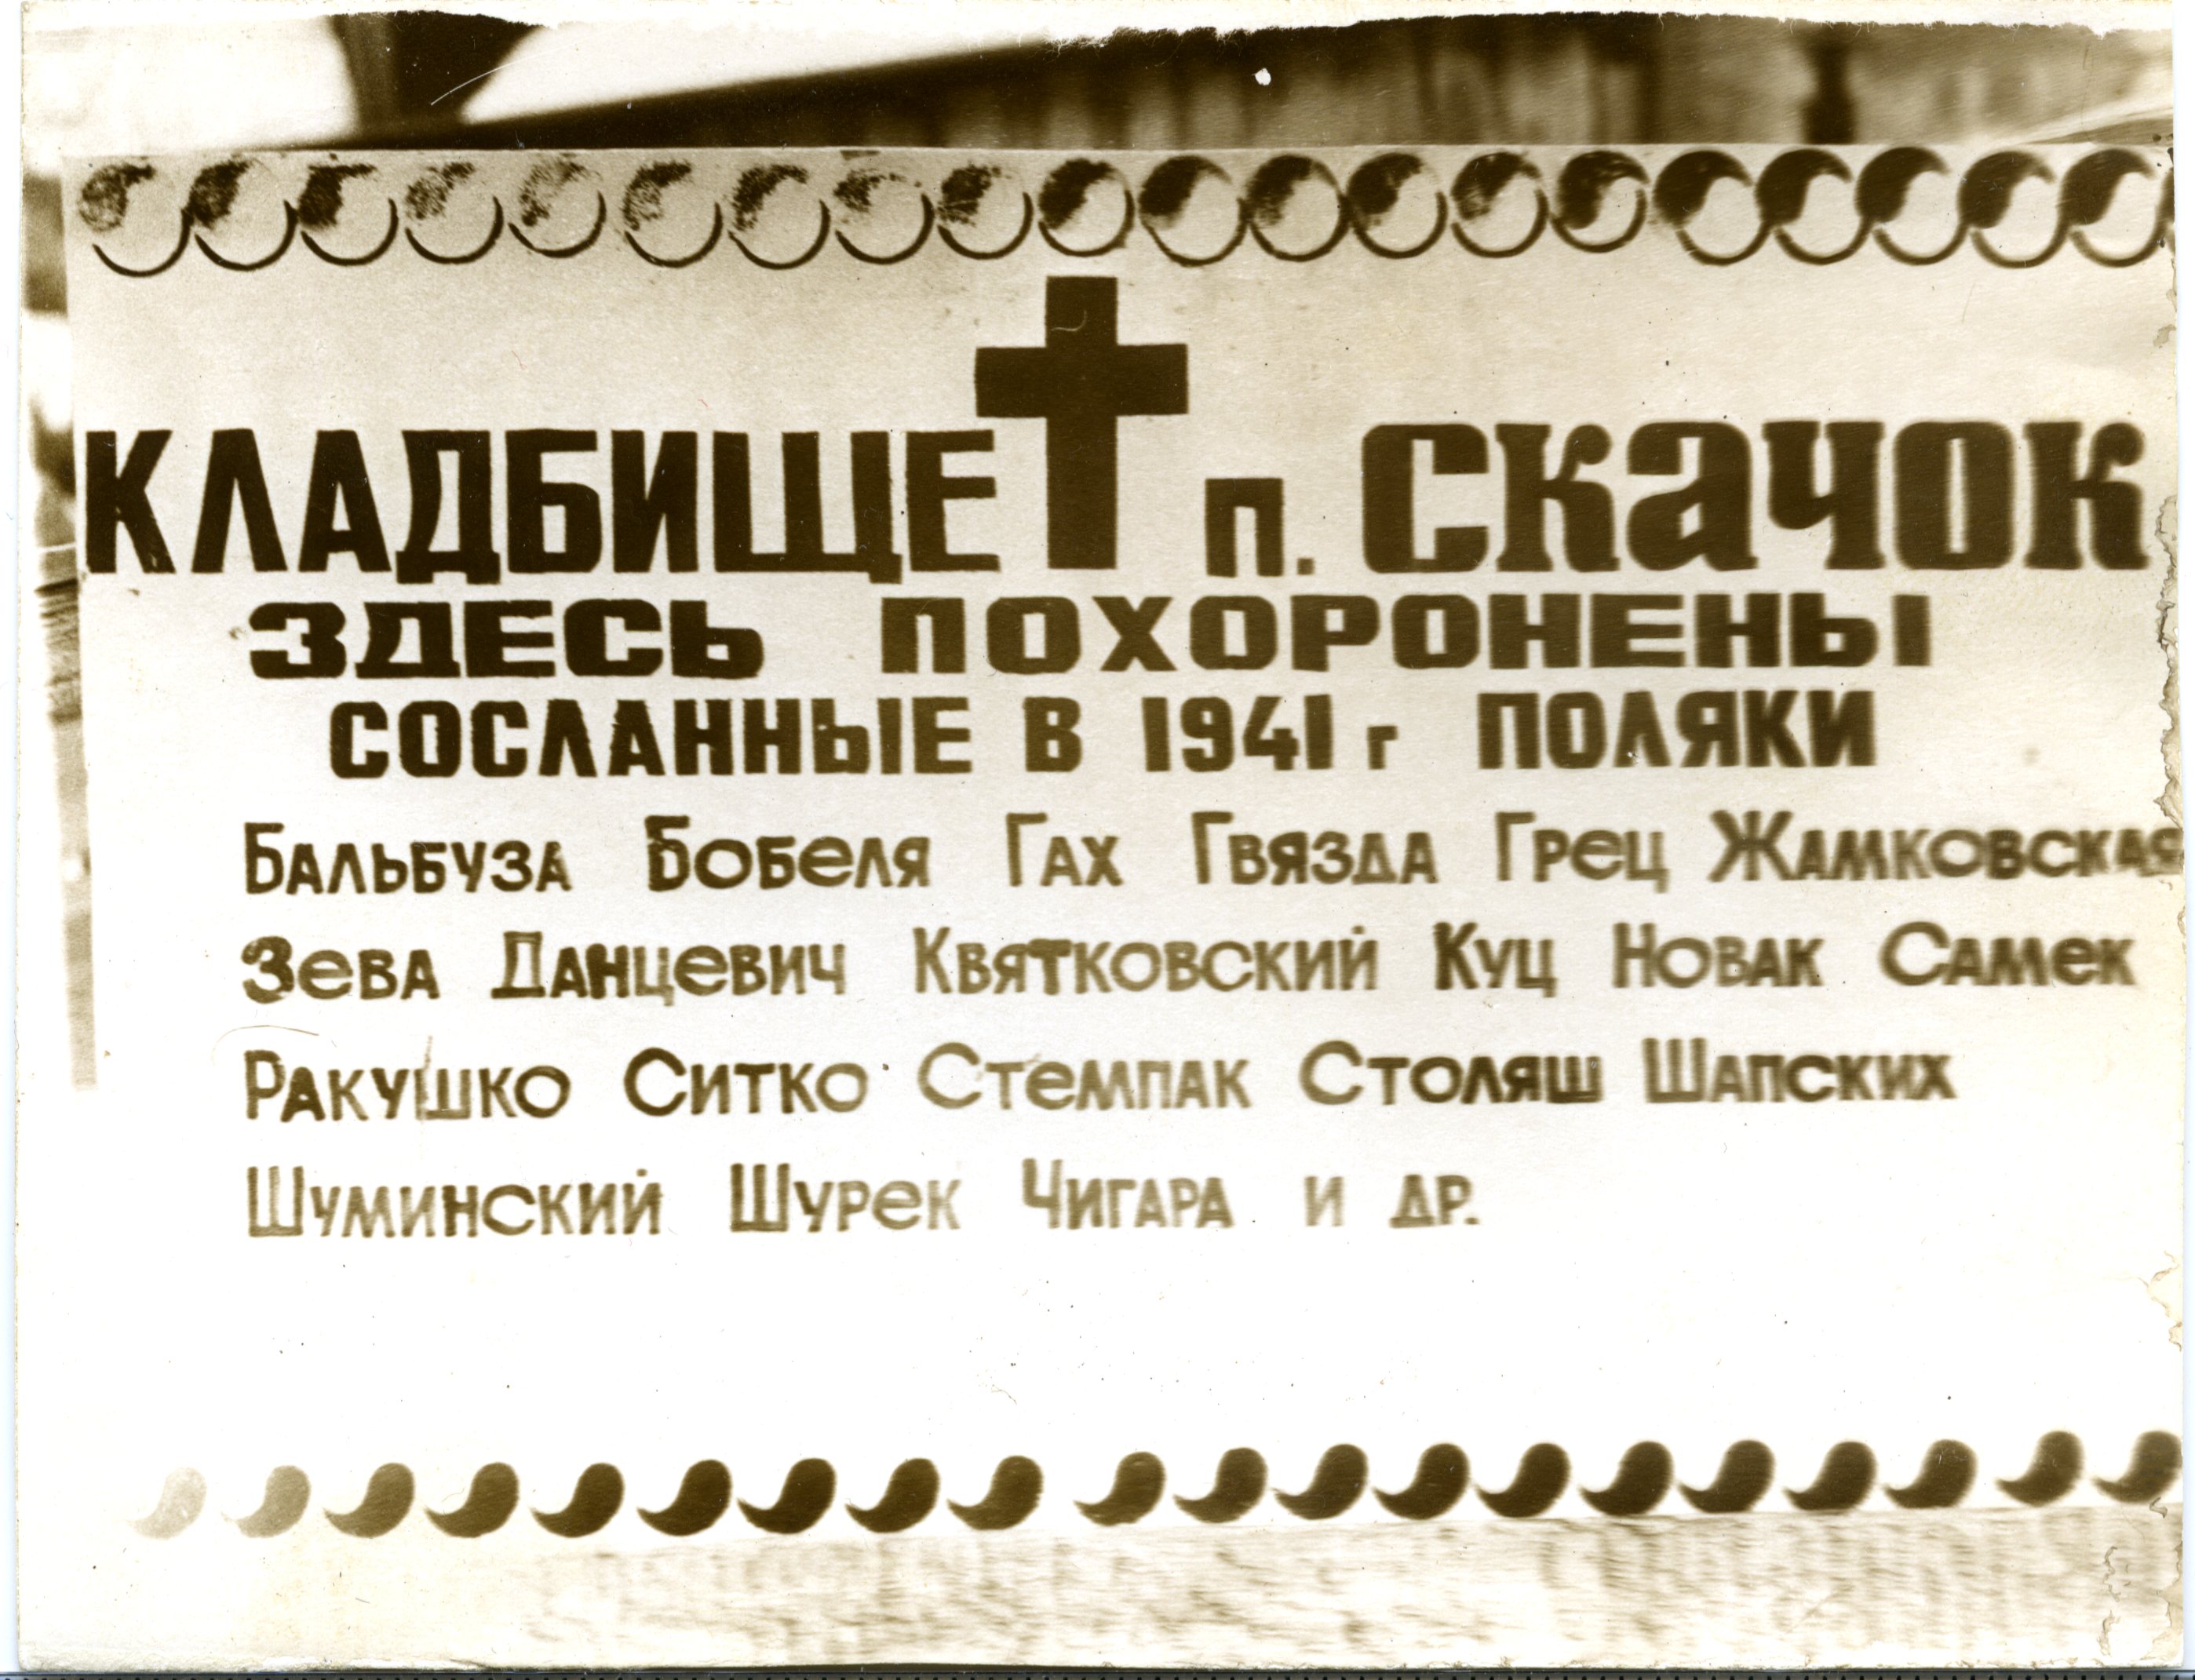 КЛАДБИЩЕ п. Скачок
ЗДЕСЬ ПОХОРОНЕНЫ
СОСЛАННЫЕ В 1941 г ПОЛЯКИ
Бальбуза Бобеля Гах Гвязда Грец Жамковская
Зева Данцевич Квятковский Куц Новак Самек
Ракушко Ситко Стемпак Столяш Шапских
Шуминский Шурек Чигара и др.